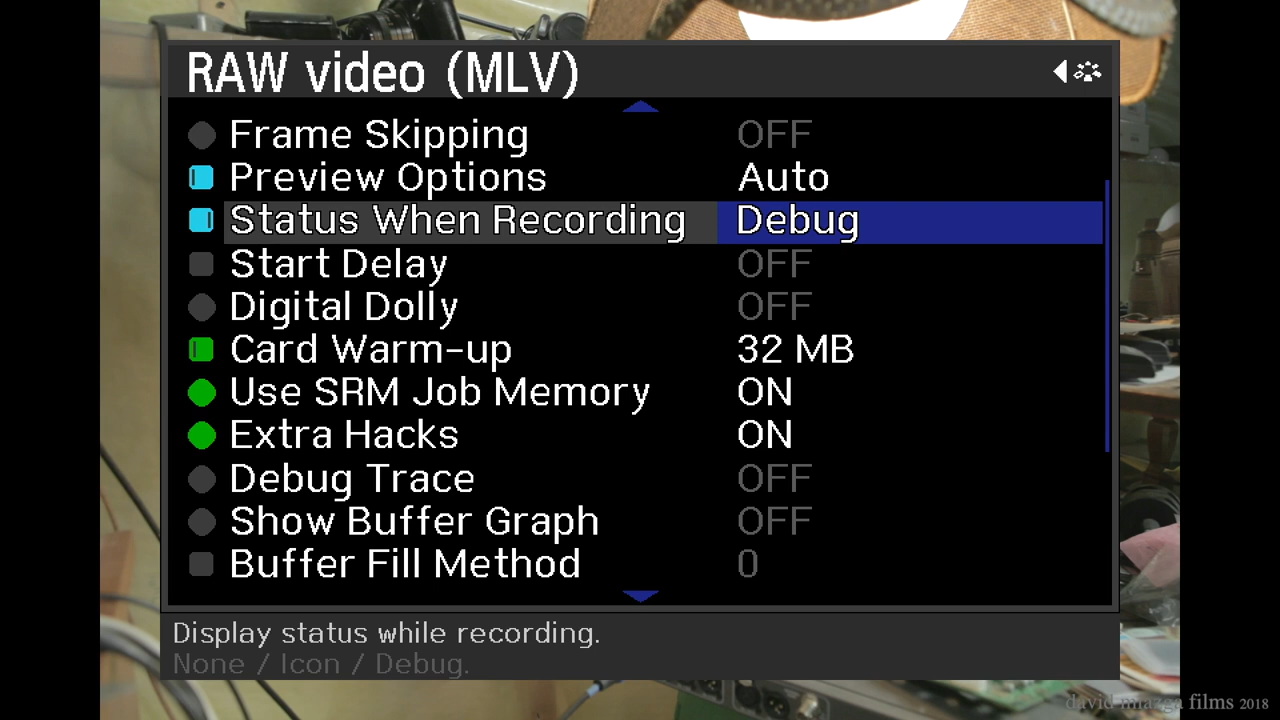 RAW video (MLV)
Frame Skipping OFF
Preview Options Auto
Status When Recording Debug
Start Delay OFF
Digital Dolly OFF
Card Warm-up 32 MB
Use SRM Job Memory ON
Extra Hacks ON
Debug Trace OFF
Show Buffer Graph OFF
Buffer Fill Method 0
Display status while recording.
None / Icon / Debug.
david miazga films 2018